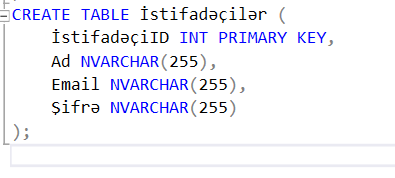 CREATE TABLE İstifadəçilər (
İstifadəçiID INT PRIMARY KEY,
Ad NVARCHAR(255),
Email NVARCHAR(255),
Şifrə NVARCHAR(255)
);